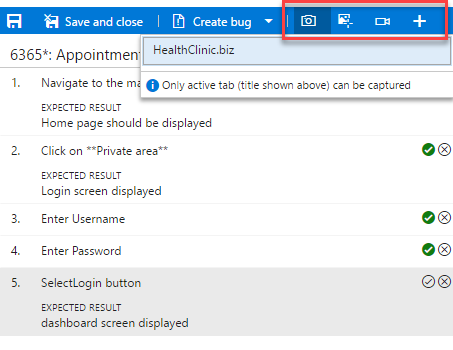 Save and close
Create bug
6365*: Appointment
HealthClinic.biz
Only active tab (title shown above) can be captured
1. Navigate to the ma
EXPECTED RESULT
Home page should be displayed
2. Click on **Private area**
EXPECTED RESULT
Login screen displayed
3. Enter Username
4. Enter Password
5. SelectLogin button
EXPECTED RESULT
dashboard screen displayed